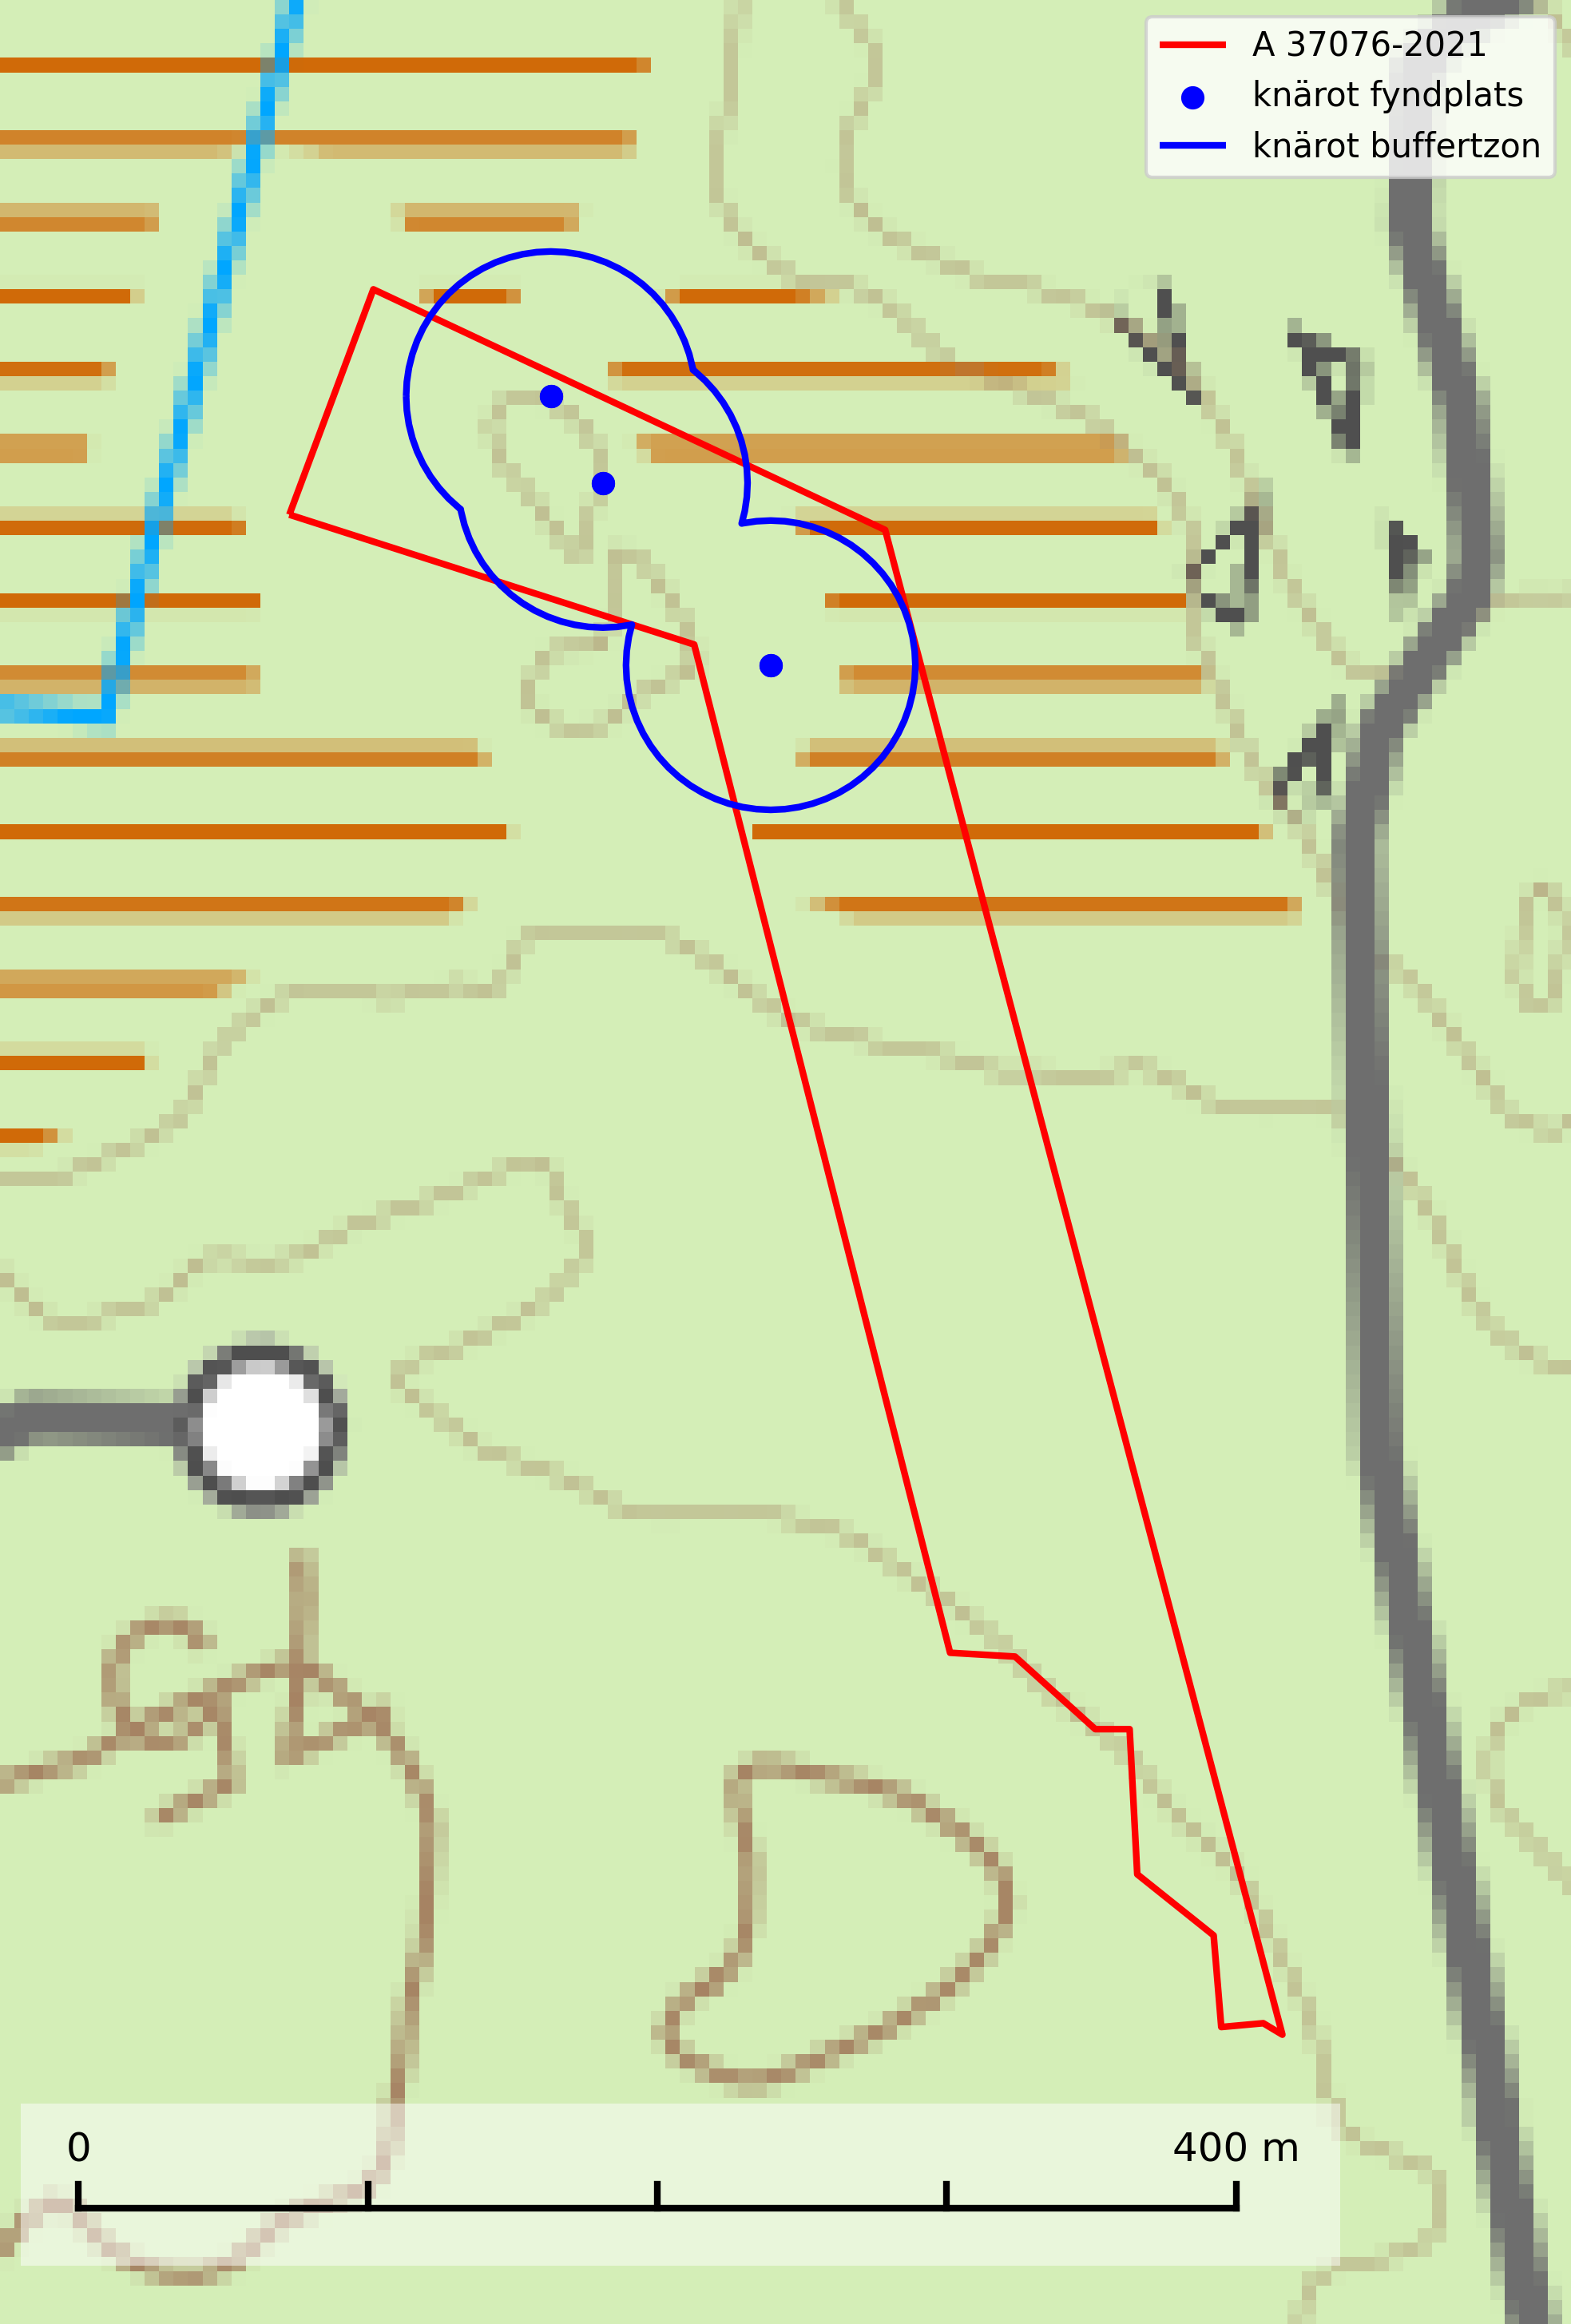 A 37076-2021
knärot fyndplats
knärot buffertzon
0
400 m